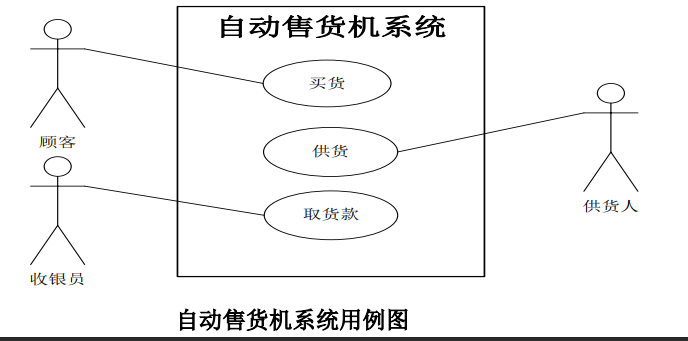 自动售货机系统
买货
顾客
供货
供货人
取货款
收银员
自动售货机系统用例图